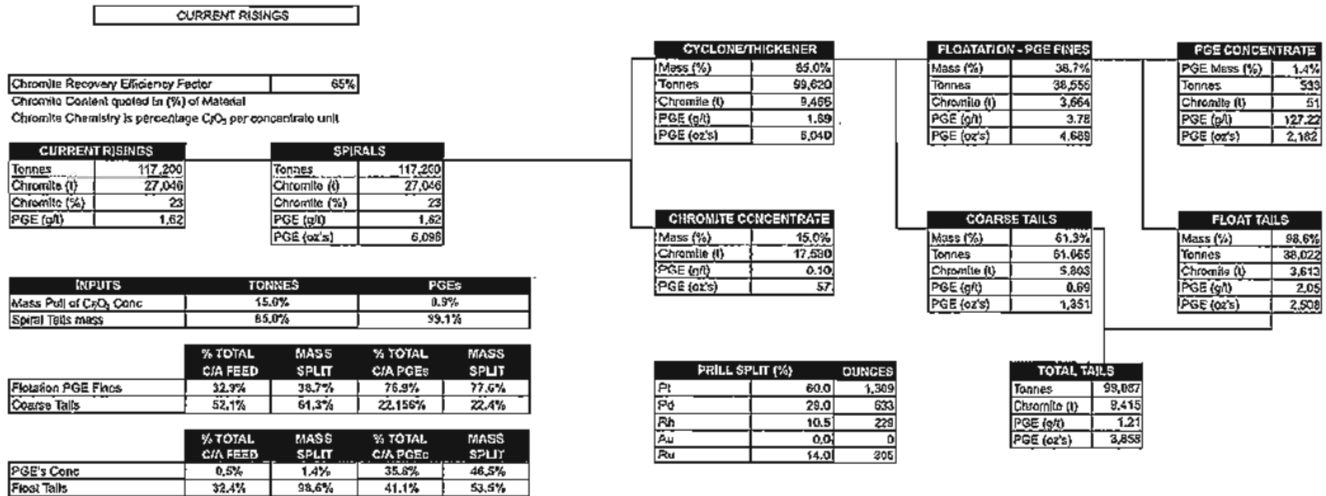 CURRENT RISINGS
Chromite Recovery Efficiency Factor 65%
Chromite Content quoted in (%) of Material
Chromite Chemistry is percentage Cr2O3 per concentrate unit
CURRENT RISINGS
Tonnes 117,200
Chromite (t) 27,046
Chromite (%) 23
PGE (g/t) 1,62
SPIRALS
Tonnes 117,200
Chromite (t) 27,046
Chromite (%) 23
PGE (g/t) 1,62
PGE (oz's) 6,096
CYCLONE/THICKENER
Mass (%) 85.0%
Tonnes 99,620
Chromite (t) 9,466
PGE (g/t) 1.89
PGE (oz's) 6,040
FLOATATION - PGE FINES
Mass (%) 38.7%
Tonnes 38,555
Chromite (t) 3,664
PGE (g/t) 3.78
PGE (oz's) 4,689
PGE CONCENTRATE
PGE Mass (%) 1.4%
Tonnes 533
Chromite (t) 51
PGE (g/t) 127.22
PGE (oz's) 2,182
CHROMITE CONCENTRATE
Mass (%) 15.0%
Chromite (t) 17,580
PGE (g/t) 0.10
PGE (oz's) 57
COARSE TAILS
Mass (%) 61.3%
Tonnes 61.065
Chromite (t) 5,803
PGE (g/t) 0.69
PGE (oz's) 1,351
FLOAT TAILS
Mass (%) 98.6%
Tonnes 38,022
Chromite (t) 3,613
PGE (g/t) 2,05
PGE (oz's) 2,508
INPUTS TONNES PGEs
Mass Pull of Cr2O3 Conc 15.0% 0.9%
Spiral Tails mass 85,0% 99.1%
% TOTAL MASS % TOTAL MASS
C/A FEED SPLIT C/A PGEs SPLIT
Flotation PGE Fines 32.9% 38.7% 76.9% 77.6%
Coarse Tails 52,1% 61,3% 22.156% 22.4%
% TOTAL MASS % TOTAL MASS
C/A FEED SPLIT C/A PGEs SPLIT
PGE's Conc 0,5% 1.4% 35.8% 46,5%
Float Tails 32.4% 98,6% 41.1% 53.5%
PRILL SPLIT (%) OUNCES
Pt 60.0 1,309
Pd 29.0 633
Rh 10.5 229
Au 0,0 0
Ru 14.0 305
TOTAL TAILS
Tonnes 99,087
Chromite (t) 9,415
PGE (g/t) 1.21
PGE (oz's) 3,858